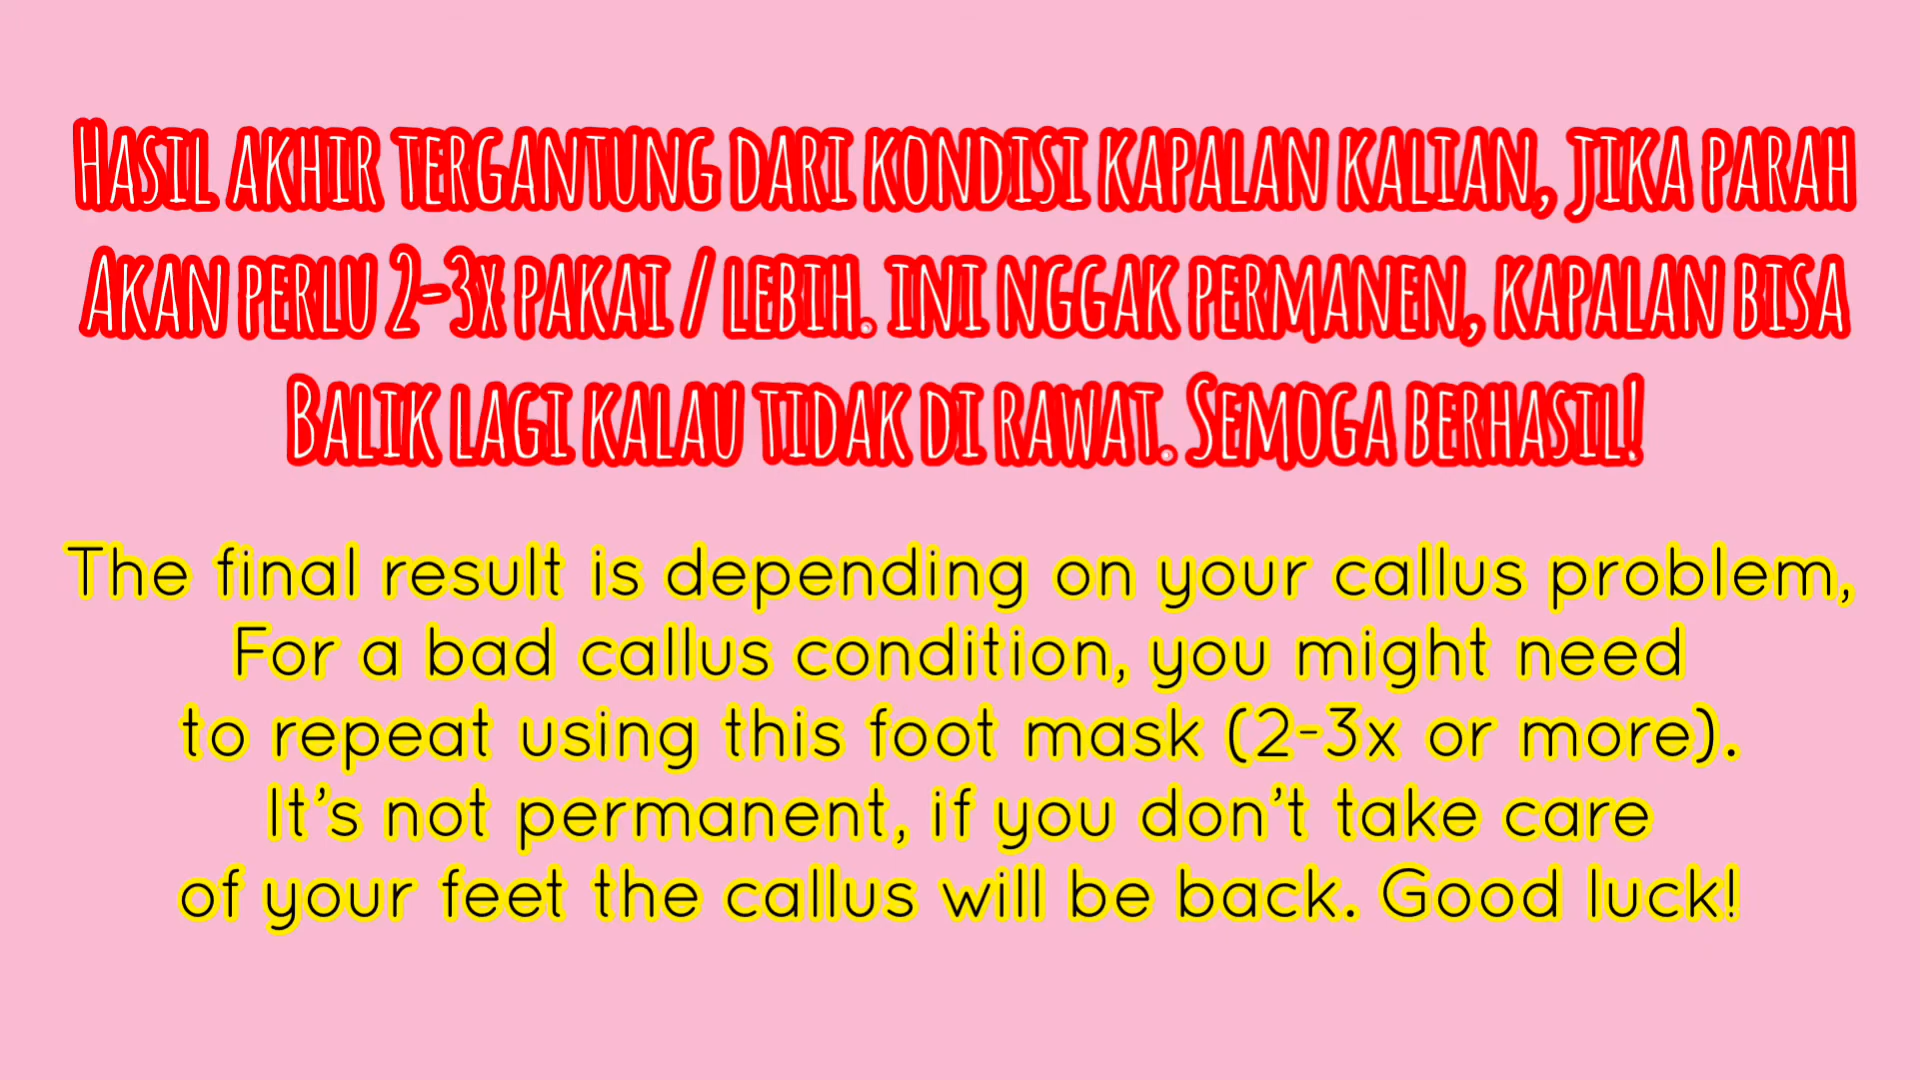 Hasil akhir tergantung dari kondisi kapalan kalian, jika parah
Akan perlu 2-3x pakai / lebih. ini nggak permanen, kapalan bisa
Balik lagi kalau tidak di rawat. Semoga berhasil!
The final result is depending on your callus problem,
For a bad callus condition, you might need
to repeat using this foot mask (2-3x or more).
It's not permanent, if you don't take care
of your feet the callus will be back. Good luck!